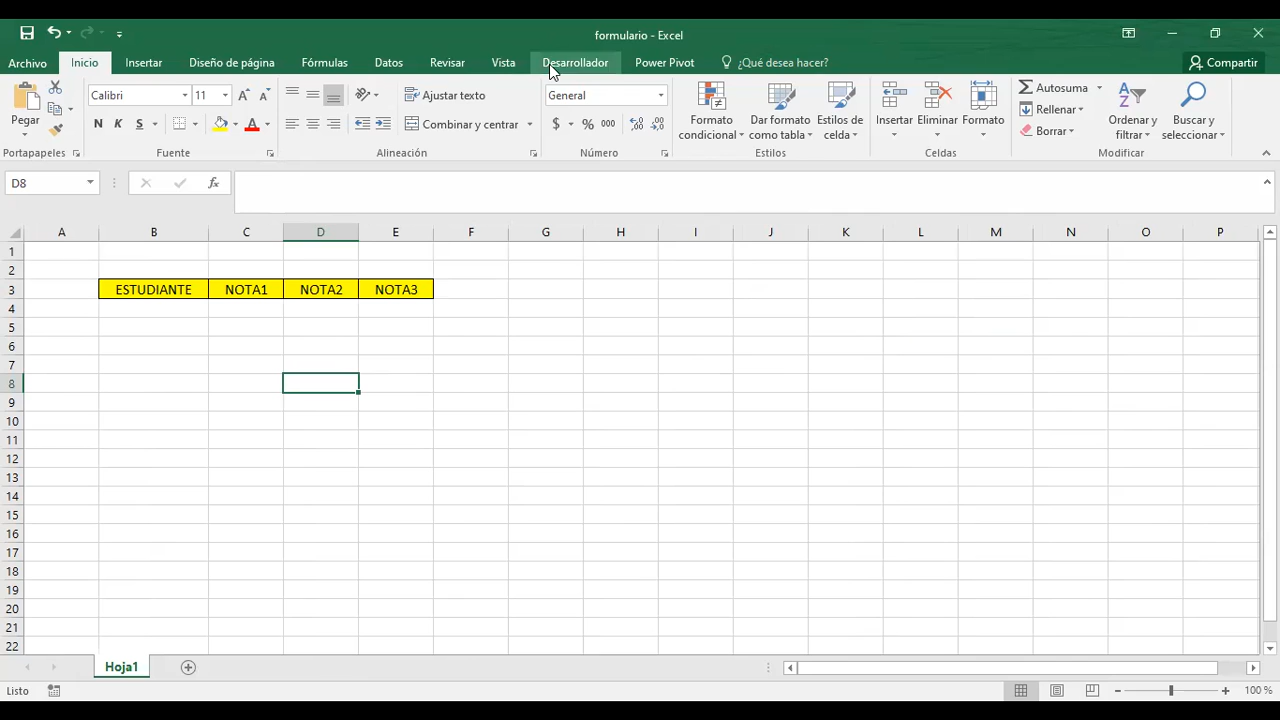 formulario - Excel
Archivo Inicio Insertar Diseño de página Fórmulas Datos Revisar Vista Desarrollador Power Pivot ¿Qué desea hacer? Compartir
Pegar
Calibri 11
N K S
Ajustar texto
Combinar y centrar
General
$ % 000
Formato condicional
Dar formato como tabla
Estilos de celda
Insertar Eliminar Formato
Autosuma
Rellenar
Borrar
Ordenar y filtrar
Buscar y seleccionar
Portapapeles Fuente Alineación Número Estilos Celdas Modificar
D8 fx
A B C D E F G H I J K L M N O P
1
2
3 ESTUDIANTE NOTA1 NOTA2 NOTA3
4
5
6
7
8
9
10
11
12
13
14
15
16
17
18
19
20
21
22
Hoja1
Listo 100 %